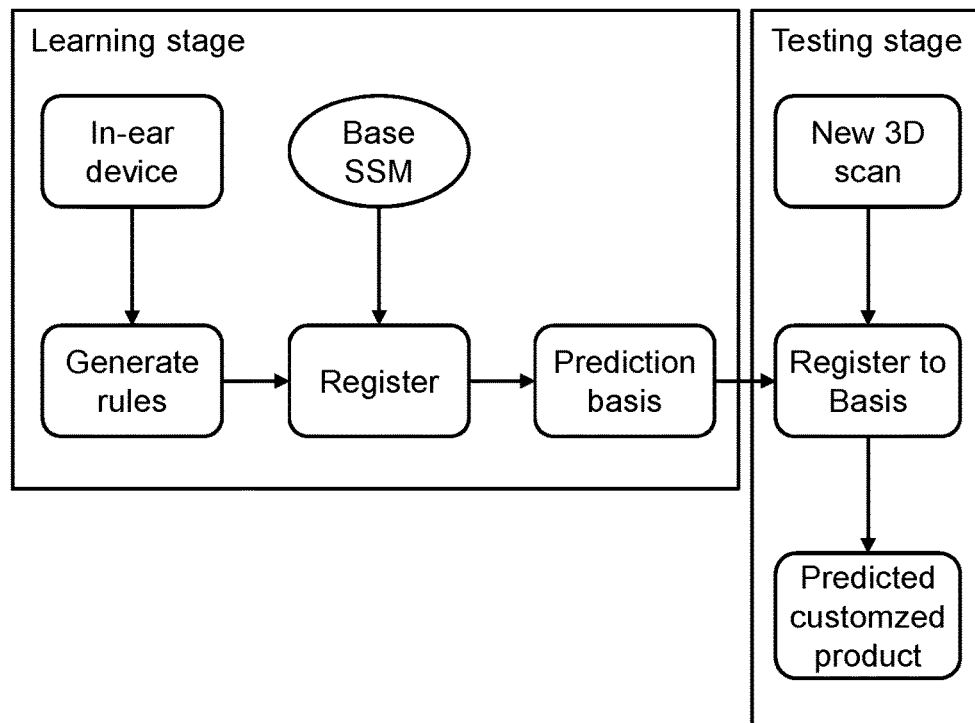 Learning stage
In-ear
device
Base
SSM
Generate
rules
Register
Prediction
basis
Testing stage
New 3D
scan
Register to
Basis
Predicted
customzed
product